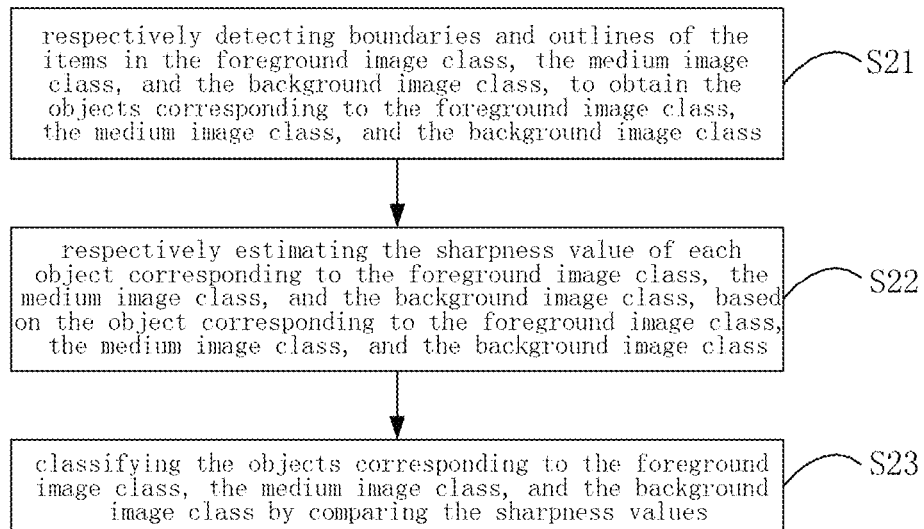 respectively detecting boundaries and outlines of the
items in the foreground image class, the medium image
class, and the background image class, to obtain the
objects corresponding to the foreground image class,
the medium image class, and the background image class
S21
respectively estimating the sharpness value of each
object corresponding to the foreground image class, the
medium image class, and the background image class, based
on the object corresponding to the foreground image class,
the medium image class, and the background image class
S22
classifying the objects corresponding to the foreground
image class, the medium image class, and the background
image class by comparing the sharpness values
S23